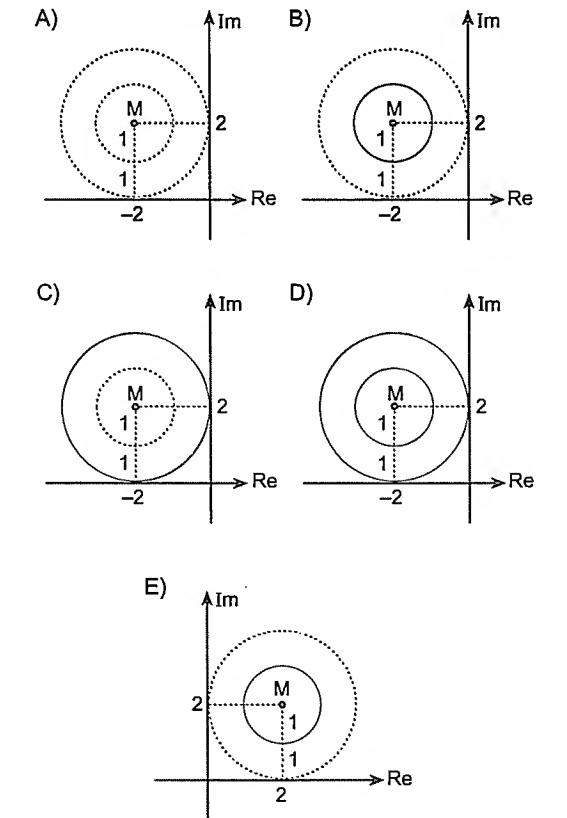 A) Im B) Im
M M
1 2 1 2
1 1
Re Re
–2 –2
C) Im D) Im
M M
1 2 1 2
1 1
Re Re
–2 –2
E) Im
M
2 1
1
Re
2